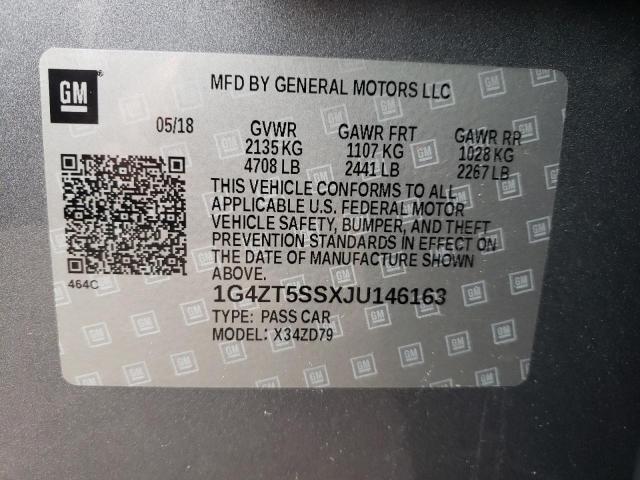 GM
MFD BY GENERAL MOTORS LLC
05/18
GVWR GAWR FRT GAWR RR
2135 KG 1107 KG 1028 KG
4708 LB 2441 LB 2267 LB
THIS VEHICLE CONFORMS TO ALL
APPLICABLE U.S. FEDERAL MOTOR
VEHICLE SAFETY, BUMPER, AND THEFT
PREVENTION STANDARDS IN EFFECT ON
THE DATE OF MANUFACTURE SHOWN
ABOVE.
464C
1G4ZT5SSXJU146163
TYPE: PASS CAR
MODEL: X34ZD79